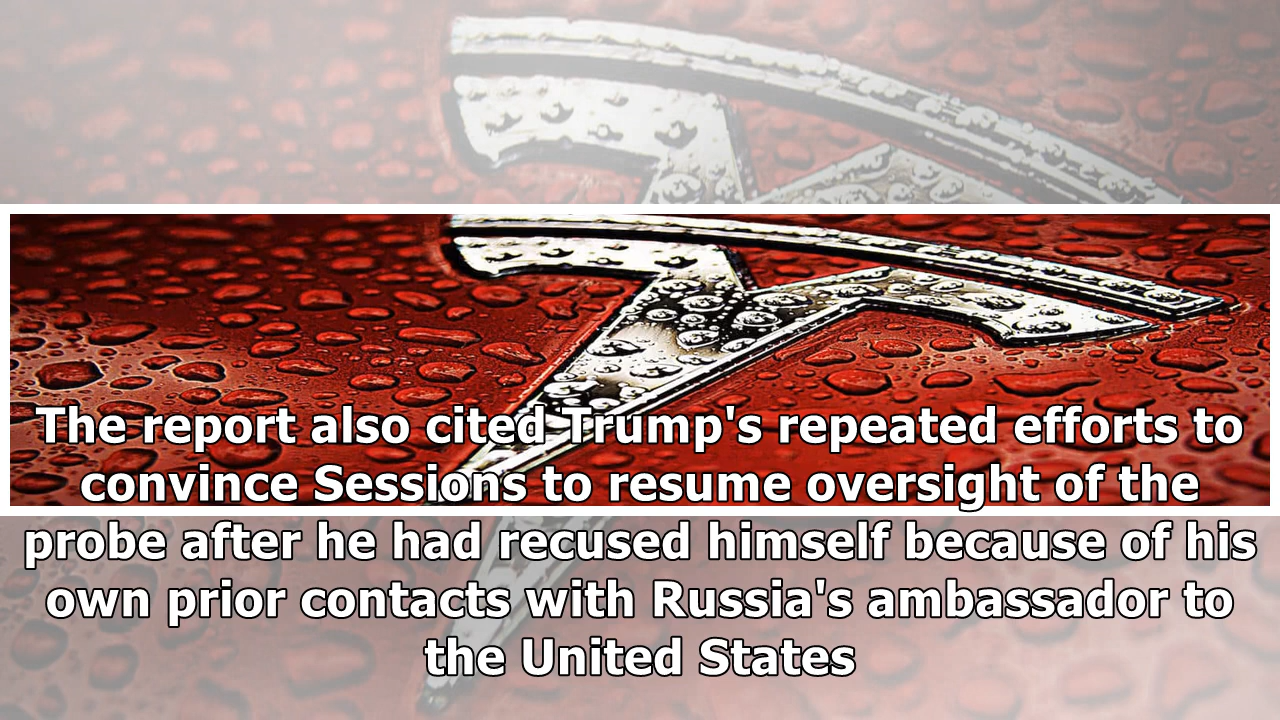 The report also cited Trump's repeated efforts to
convince Sessions to resume oversight of the
probe after he had recused himself because of his
own prior contacts with Russia's ambassador to
the United States